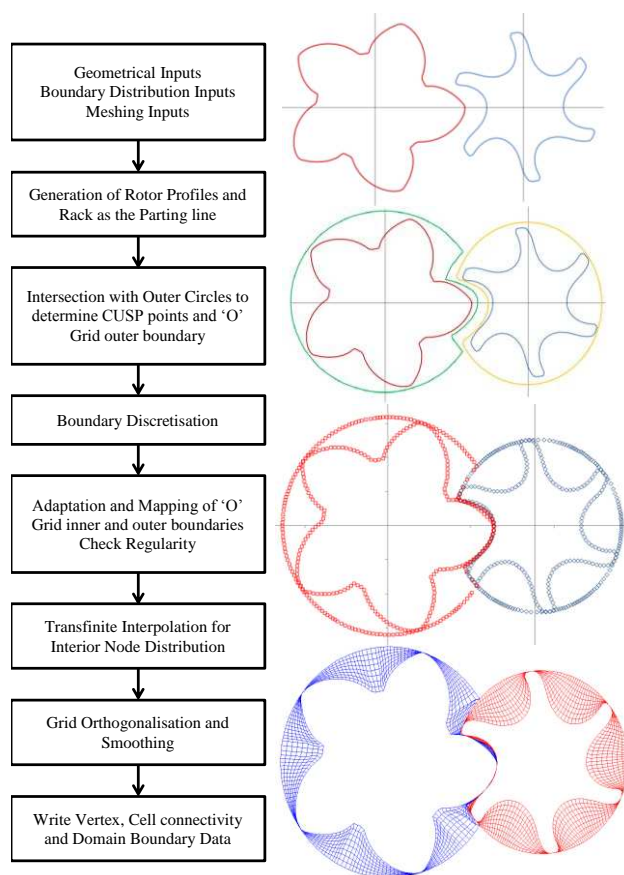 Geometrical Inputs
Boundary Distribution Inputs
Meshing Inputs
Generation of Rotor Profiles and
Rack as the Parting line
Intersection with Outer Circles to
determine CUSP points and ‘O’
Grid outer boundary
Boundary Discretisation
Adaptation and Mapping of ‘O’
Grid inner and outer boundaries
Check Regularity
Transfinite Interpolation for
Interior Node Distribution
Grid Orthogonalisation and
Smoothing
Write Vertex, Cell connectivity
and Domain Boundary Data